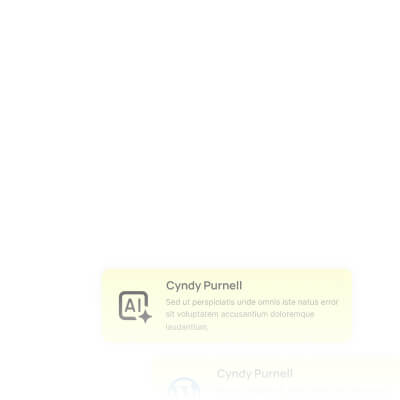 Cyndy Purnell
AI
Sed ut perspiciatis unde omnis iste natus error
sit voluptatem accusantium doloremque
laudantium,
Cyndy Purnell